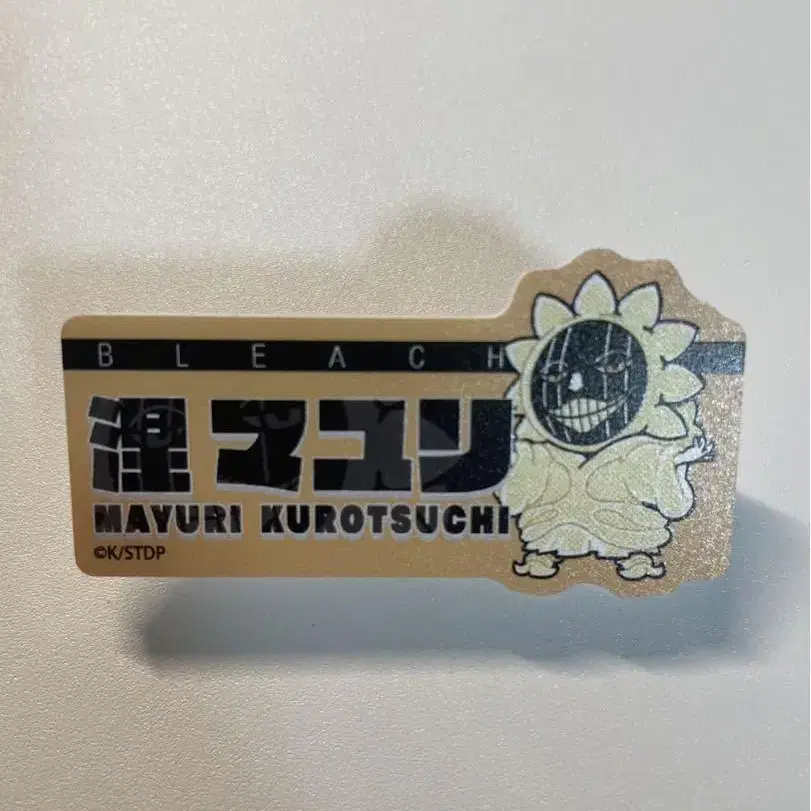 BLEACH
涅マユリ
MAYURI KUROTSUCHI
©K/STDP